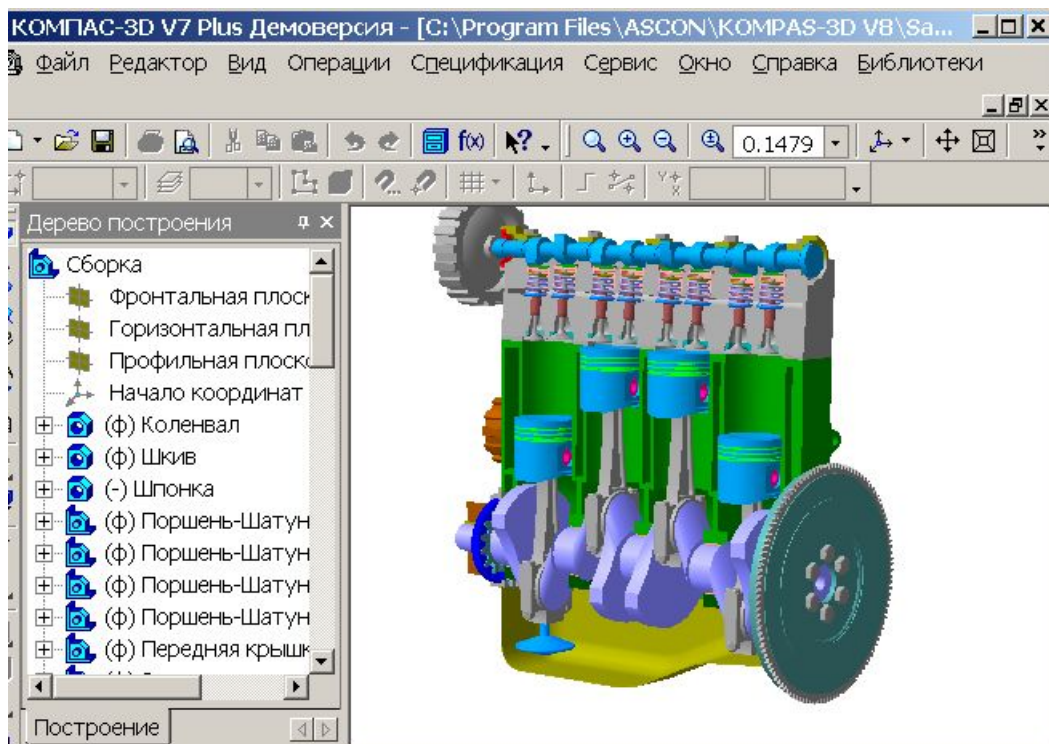 КОМПАС-3D V7 Plus Демоверсия - [C:\Program Files\ASCON\KOMPAS-3D V8\Sa...
Файл Редактор Вид Операции Спецификация Сервис Окно Справка Библиотеки
f(x) 0.1479
Дерево построения
Сборка
Фронтальная плоск
Горизонтальная пл
Профильная плоско
Начало координат
(ф) Коленвал
(ф) Шкив
(-) Шпонка
(ф) Поршень-Шатун
(ф) Поршень-Шатун
(ф) Поршень-Шатун
(ф) Поршень-Шатун
(ф) Передняя крышк
Построение